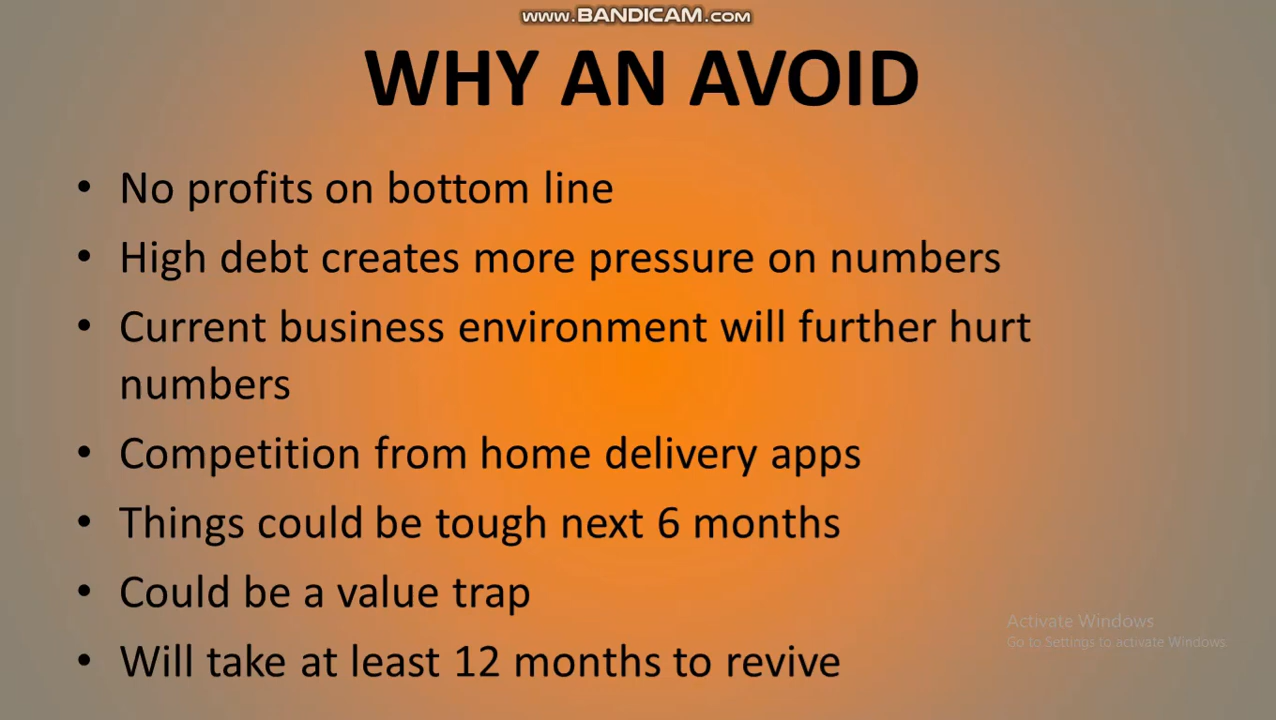 www.BANDICAM.com
WHY AN AVOID
• No profits on bottom line
• High debt creates more pressure on numbers
• Current business environment will further hurt
numbers
• Competition from home delivery apps
• Things could be tough next 6 months
• Could be a value trap
• Will take at least 12 months to revive
Activate Windows
Go to Settings to activate Windows.